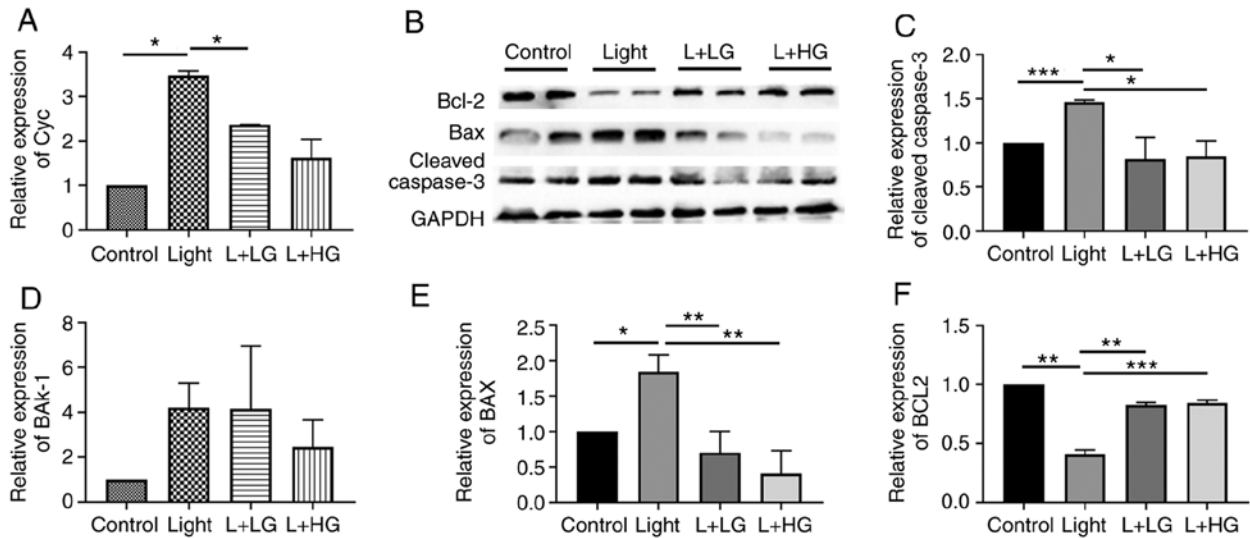 A
Relative expression
of Cyc
4
3
2
1
0
*
*
Control Light L+LG L+HG
B
Control Light L+LG L+HG
Bcl-2
Bax
Cleaved
caspase-3
GAPDH
C
Relative expression
of cleaved caspase-3
2.0
1.5
1.0
0.5
0.0
***
*
*
Control Light L+LG L+HG
D
Relative expression
of BAk-1
8
6
4
2
0
Control Light L+LG L+HG
E
Relative expression
of BAX
2.5
2.0
1.5
1.0
0.5
0.0
*
**
**
Control Light L+LG L+HG
F
Relative expression
of BCL2
1.5
1.0
0.5
0.0
**
**
***
Control Light L+LG L+HG